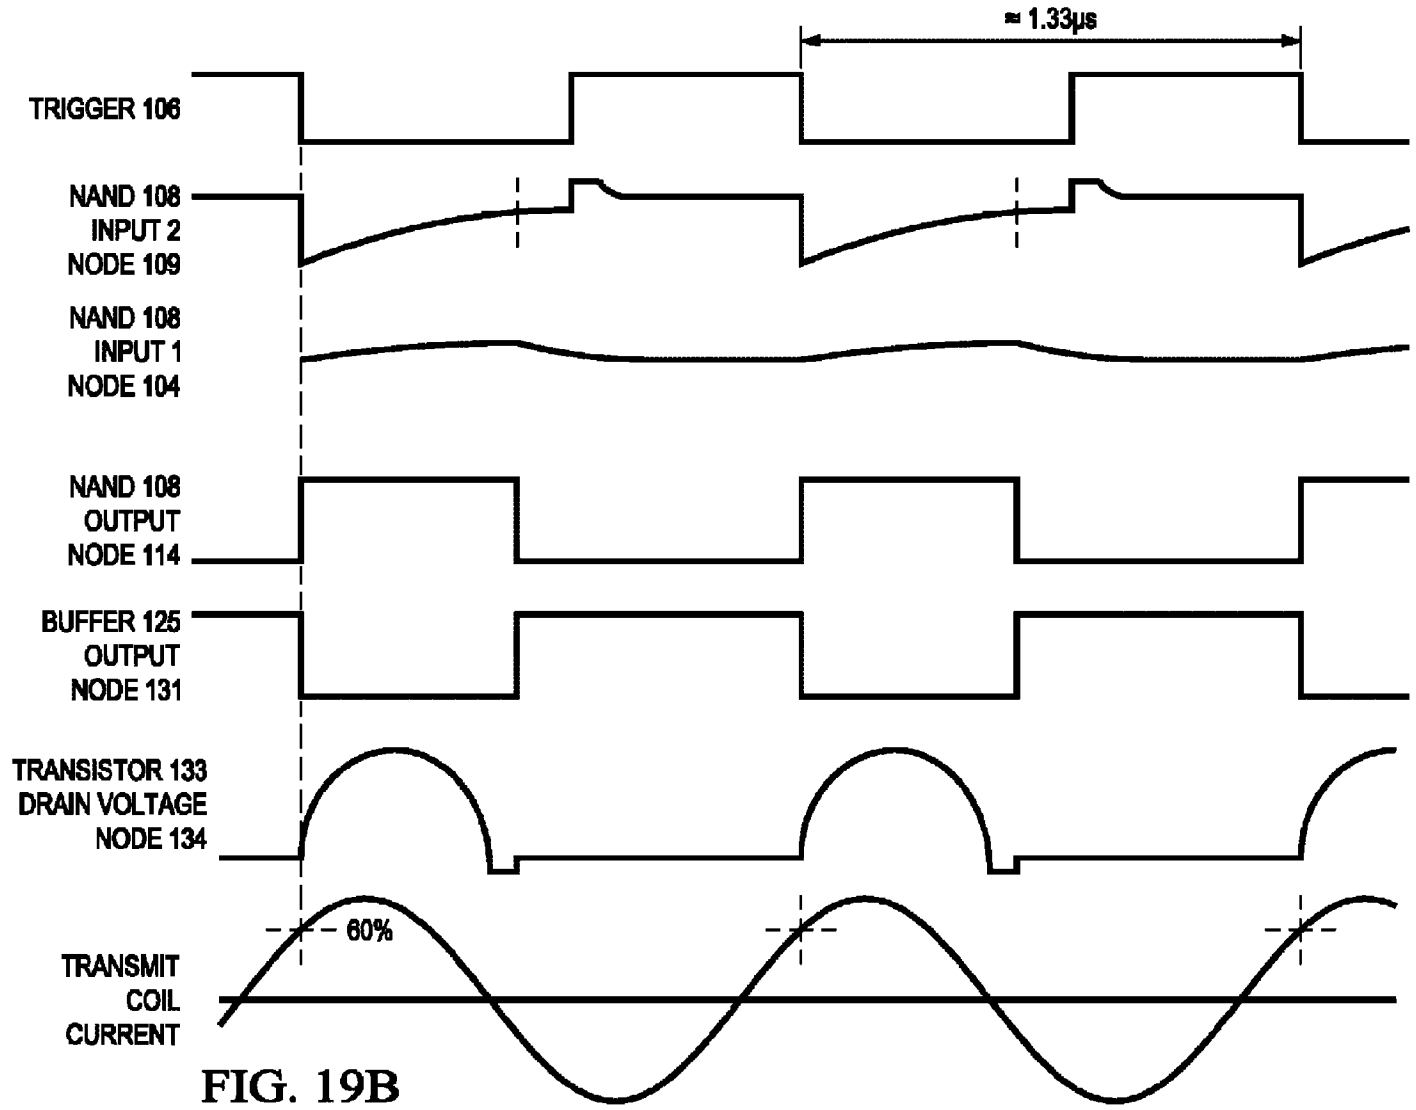 ≈ 1.33µs
TRIGGER 106
NAND 108
INPUT 2
NODE 109
NAND 108
INPUT 1
NODE 104
NAND 108
OUTPUT
NODE 114
BUFFER 125
OUTPUT
NODE 131
TRANSISTOR 133
DRAIN VOLTAGE
NODE 134
60%
TRANSMIT
COIL
CURRENT
FIG. 19B